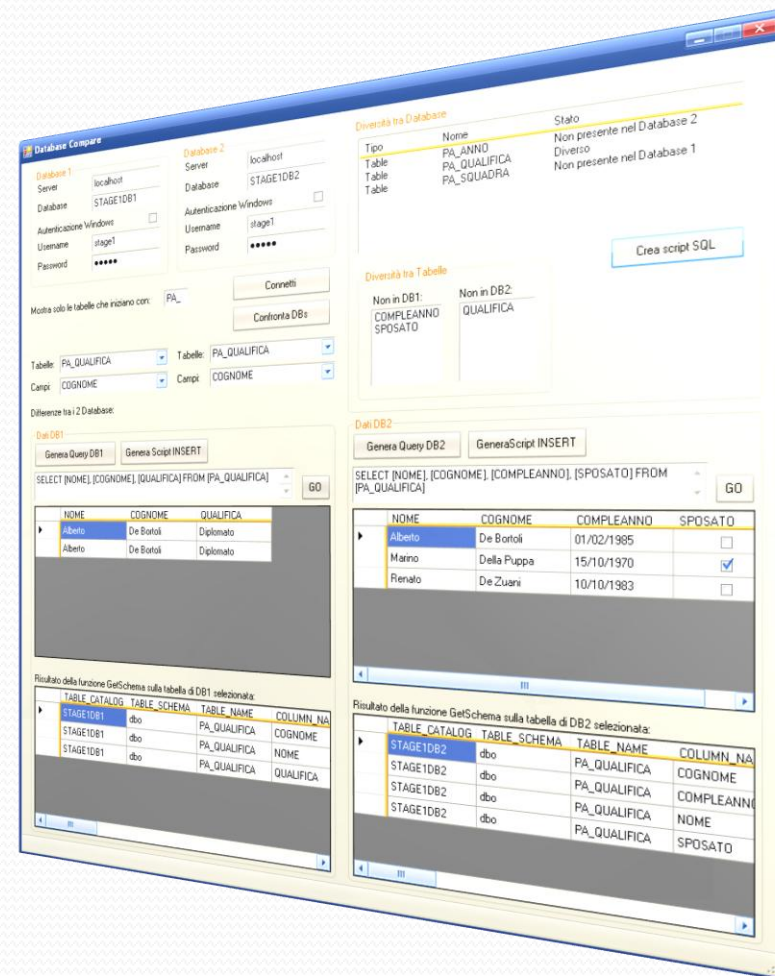 Database Compare
Database 1
Server localhost
Database STAGE1DB1
Autenticazione Windows
Username stage1
Password •••••
Database 2
Server localhost
Database STAGE1DB2
Autenticazione Windows
Username stage1
Password •••••
Mostra solo le tabelle che iniziano con: PA_
Connetti
Confronta DBs
Tabelle: PA_QUALIFICA
Campi: COGNOME
Tabelle: PA_QUALIFICA
Campi: COGNOME
Differenze tra i 2 Database:
Diversità tra Database
Tipo Nome Stato
Table PA_ANNO Non presente nel Database 2
Table PA_QUALIFICA Diverso
Table PA_SQUADRA Non presente nel Database 1
Crea script SQL
Diversità tra Tabelle
Non in DB1:
COMPLEANNO
SPOSATO
Non in DB2:
QUALIFICA
Dati DB1
Genera Query DB1 Genera Script INSERT
SELECT [NOME], [COGNOME], [QUALIFICA] FROM [PA_QUALIFICA]
GO
NOME COGNOME QUALIFICA
Alberto De Bortoli Diplomato
Alberto De Bortoli Diplomato
Risultato della funzione GetSchema sulla tabella di DB1 selezionata:
TABLE_CATALOG TABLE_SCHEMA TABLE_NAME COLUMN_NA
STAGE1DB1 dbo PA_QUALIFICA COGNOME
STAGE1DB1 dbo PA_QUALIFICA NOME
STAGE1DB1 dbo PA_QUALIFICA QUALIFICA
Dati DB2
Genera Query DB2 GeneraScript INSERT
SELECT [NOME], [COGNOME], [COMPLEANNO], [SPOSATO] FROM
[PA_QUALIFICA]
GO
NOME COGNOME COMPLEANNO SPOSATO
Alberto De Bortoli 01/02/1985
Marino Della Puppa 15/10/1970
Renato De Zuani 10/10/1983
Risultato della funzione GetSchema sulla tabella di DB2 selezionata:
TABLE_CATALOG TABLE_SCHEMA TABLE_NAME COLUMN_NA
STAGE1DB2 dbo PA_QUALIFICA COGNOME
STAGE1DB2 dbo PA_QUALIFICA COMPLEANNO
STAGE1DB2 dbo PA_QUALIFICA NOME
STAGE1DB2 dbo PA_QUALIFICA SPOSATO